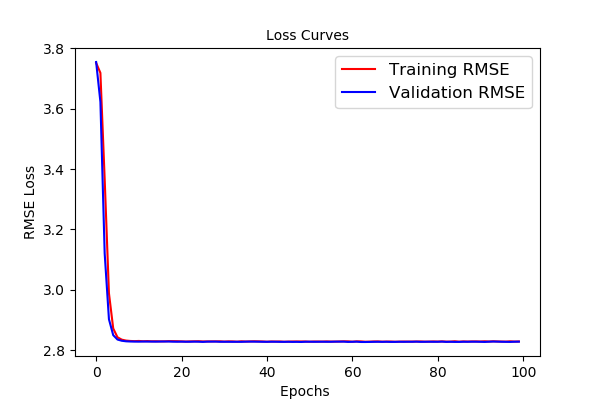 Loss Curves
3.8
3.6
3.4
3.2
3.0
2.8
RMSE Loss
Training RMSE
Validation RMSE
0 20 40 60 80 100
Epochs